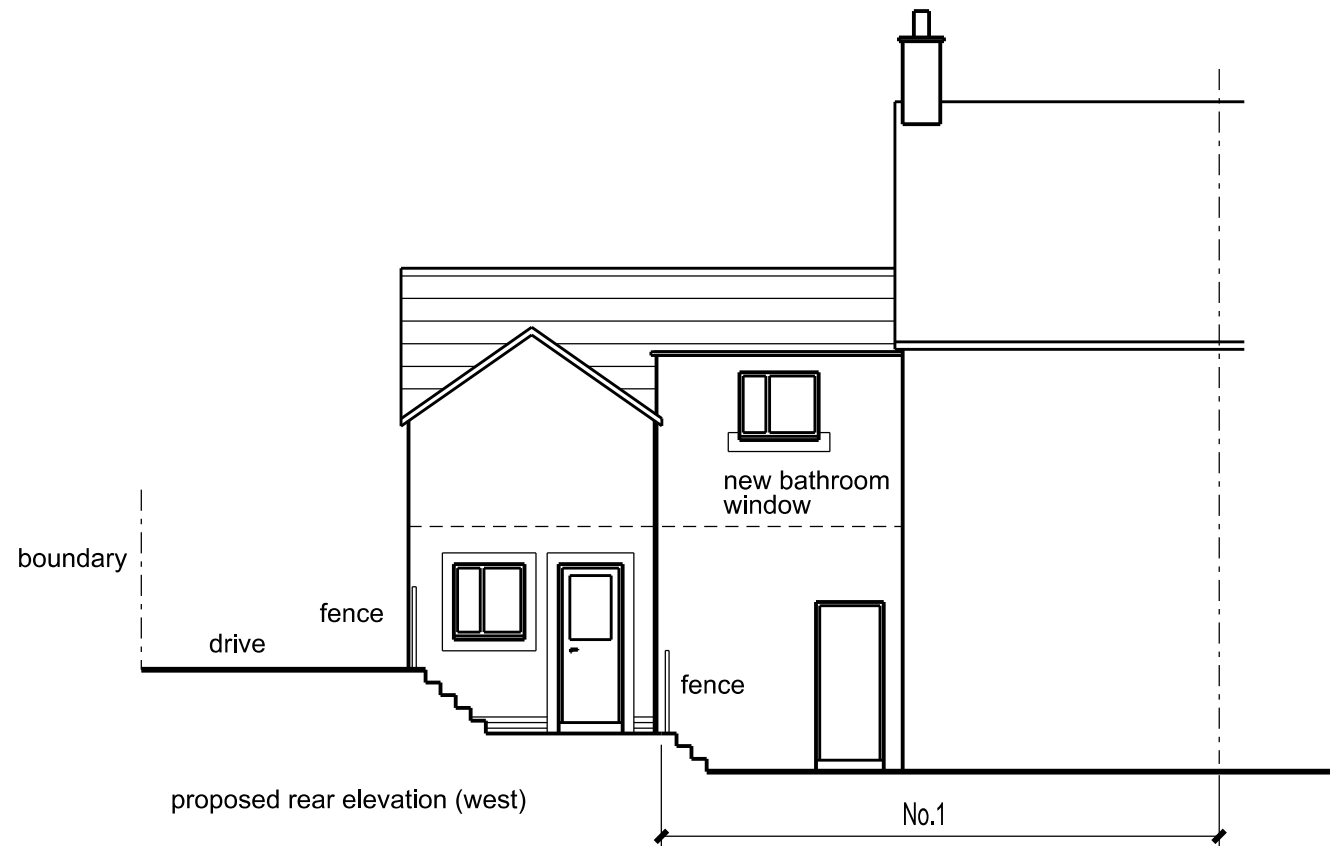 new bathroom
window
boundary
fence
drive
fence
proposed rear elevation (west)
No.1